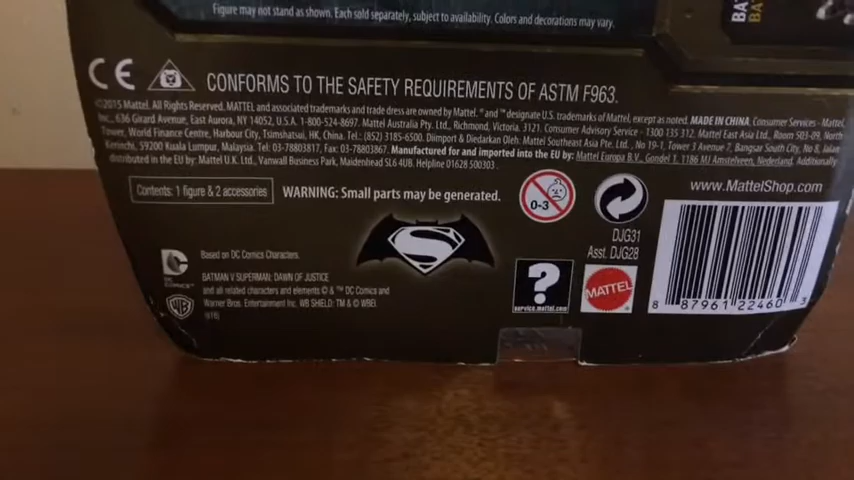 Figure may not stand as shown. Each sold separately, subject to availability. Colors and decorations may vary.
BA
BA
CE
CONFORMS TO THE SAFETY REQUIREMENTS OF ASTM F963.
©2015 Mattel. All Rights Reserved. MATTEL and associated trademarks and trade dress are owned by Mattel. ® and ™ designate U.S. trademarks of Mattel, except as noted. MADE IN CHINA. Consumer Services - Mattel,
Inc., 636 Girard Avenue, East Aurora, NY 14052, U.S.A. 1-800-524-8697. Mattel Australia Pty. Ltd., Richmond, Victoria. 3121. Consumer Advisory Service - 1300 135 312. Mattel East Asia Ltd., Room 503-09, North
Tower, World Finance Centre, Harbour City, Tsimshatsui, HK, China. Tel.: (852) 3185-6500. Diimport & Diedarkan Oleh: Mattel Southeast Asia Pte. Ltd., No 19-1, Tower 3 Avenue 7, Bangsar South City, No 8, Jalan
Kerinchi, 59200 Kuala Lumpur, Malaysia. Tel: 03-78803817, Fax: 03-78803867. Manufactured for and imported into the EU by: Mattel Europa B.V., Gondel 1, 1186 MJ Amstelveen, Nederland. Additionally
distributed in the EU by: Mattel U.K. Ltd., Vanwall Business Park, Maidenhead SL6 4UB. Helpline 01628 500303.
Contents: 1 figure & 2 accessories
WARNING: Small parts may be generated.
0-3
www.MattelShop.com
DJG31
Asst. DJG28
DC
COMICS™
Based on DC Comics Characters.
BATMAN V SUPERMAN: DAWN OF JUSTICE
and all related characters and elements © & ™ DC Comics and
Warner Bros. Entertainment Inc. WB SHIELD: ™ & © WBEI.
(s16)
WB
S
?
service.mattel.com
MATTEL
8 87961 22460 3